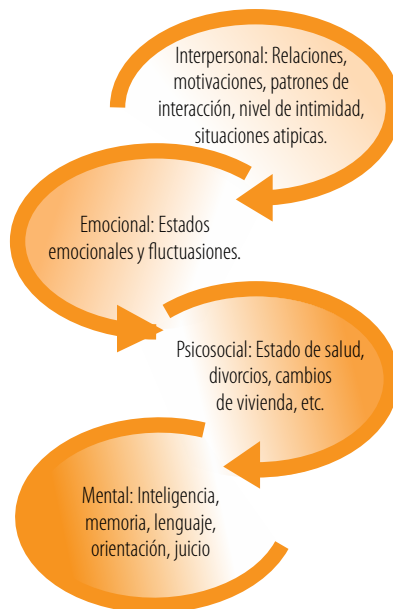 Interpersonal: Relaciones,
motivaciones, patrones de
interacción, nivel de intimidad,
situaciones atipicas.
Emocional: Estados
emocionales y fluctuaciones.
Psicosocial: Estado de salud,
divorcios, cambios
de vivienda, etc.
Mental: Inteligencia,
memoria, lenguaje,
orientación, juicio